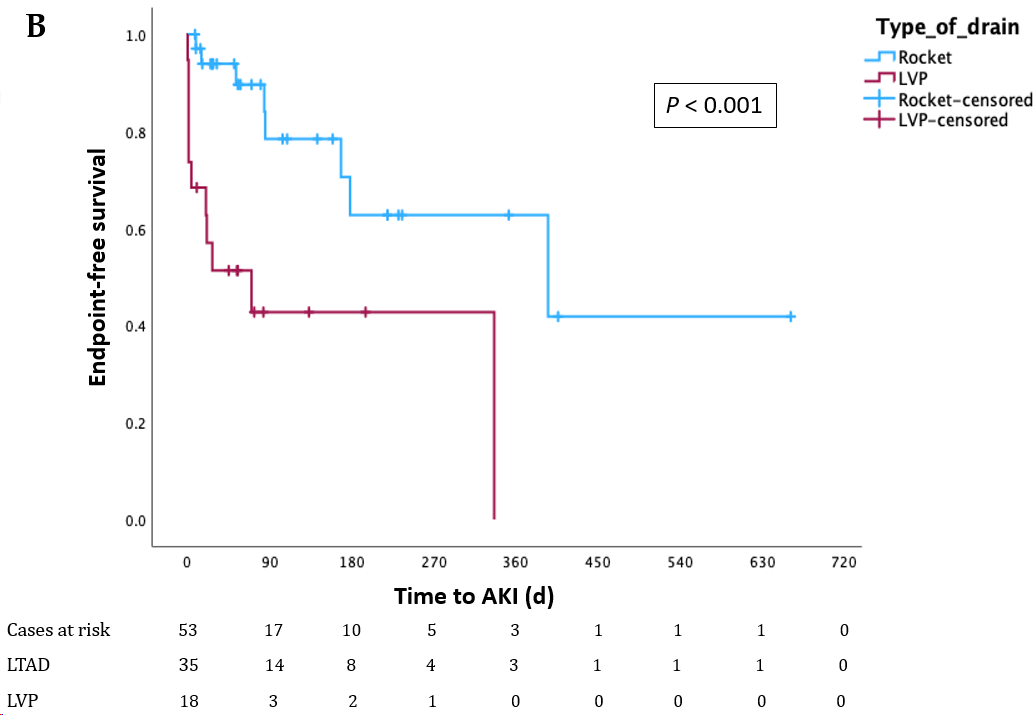 B
Type_of_drain
Rocket
LVP
Rocket-censored
LVP-censored
P < 0.001
Endpoint-free survival
1.0
0.8
0.6
0.4
0.2
0.0
0 90 180 270 360 450 540 630 720
Time to AKI (d)
Cases at risk 53 17 10 5 3 1 1 1 0
LTAD 35 14 8 4 3 1 1 1 0
LVP 18 3 2 1 0 0 0 0 0